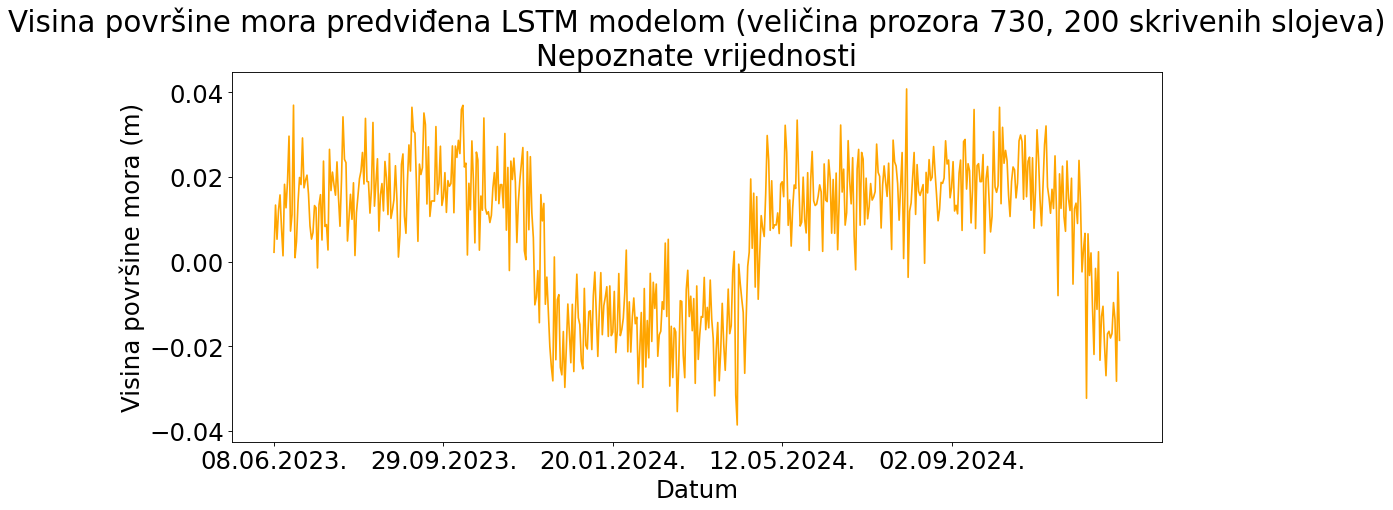 Visina površine mora predviđena LSTM modelom (veličina prozora 730, 200 skrivenih slojeva)
Nepoznate vrijednosti
Visina površine mora (m)
0.04
0.02
0.00
−0.02
−0.04
08.06.2023. 29.09.2023. 20.01.2024. 12.05.2024. 02.09.2024.
Datum